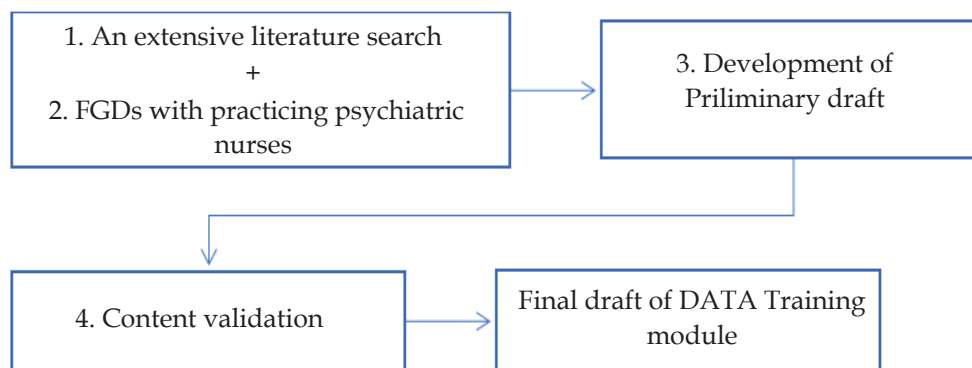 1. An extensive literature search
+
2. FGDs with practicing psychiatric
nurses
3. Development of
Priliminary draft
4. Content validation
Final draft of DATA Training
module